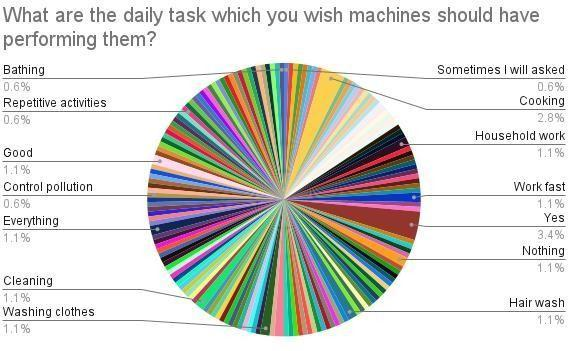 What are the daily task which you wish machines should have
performing them?
Bathing
0.6%
Repetitive activities
0.6%
Good
1.1%
Control pollution
0.6%
Everything
1.1%
Cleaning
1.1%
Washing clothes
1.1%
Sometimes I will asked
0.6%
Cooking
2.8%
Household work
1.1%
Work fast
1.1%
Yes
3.4%
Nothing
1.1%
Hair wash
1.1%